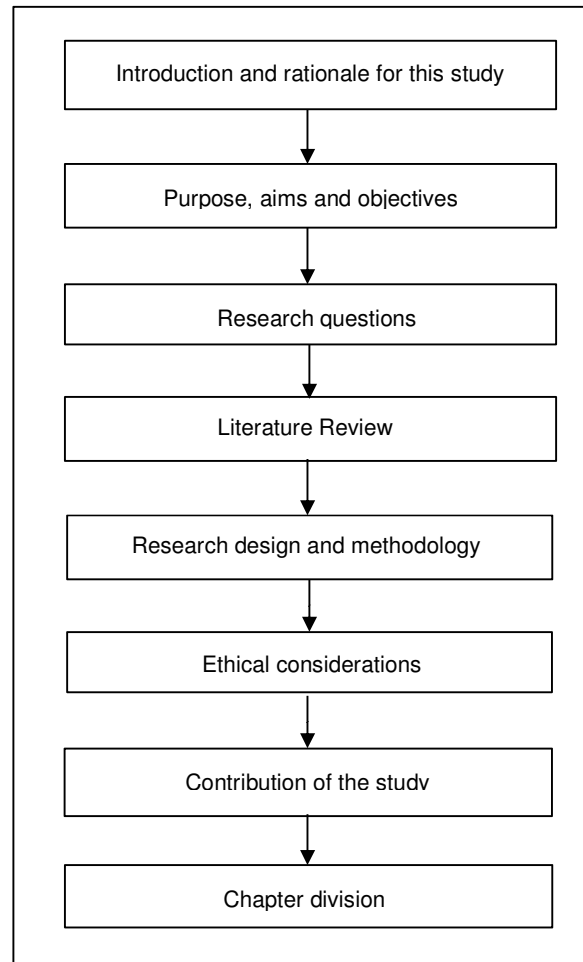 Introduction and rationale for this study
Purpose, aims and objectives
Research questions
Literature Review
Research design and methodology
Ethical considerations
Contribution of the study
Chapter division